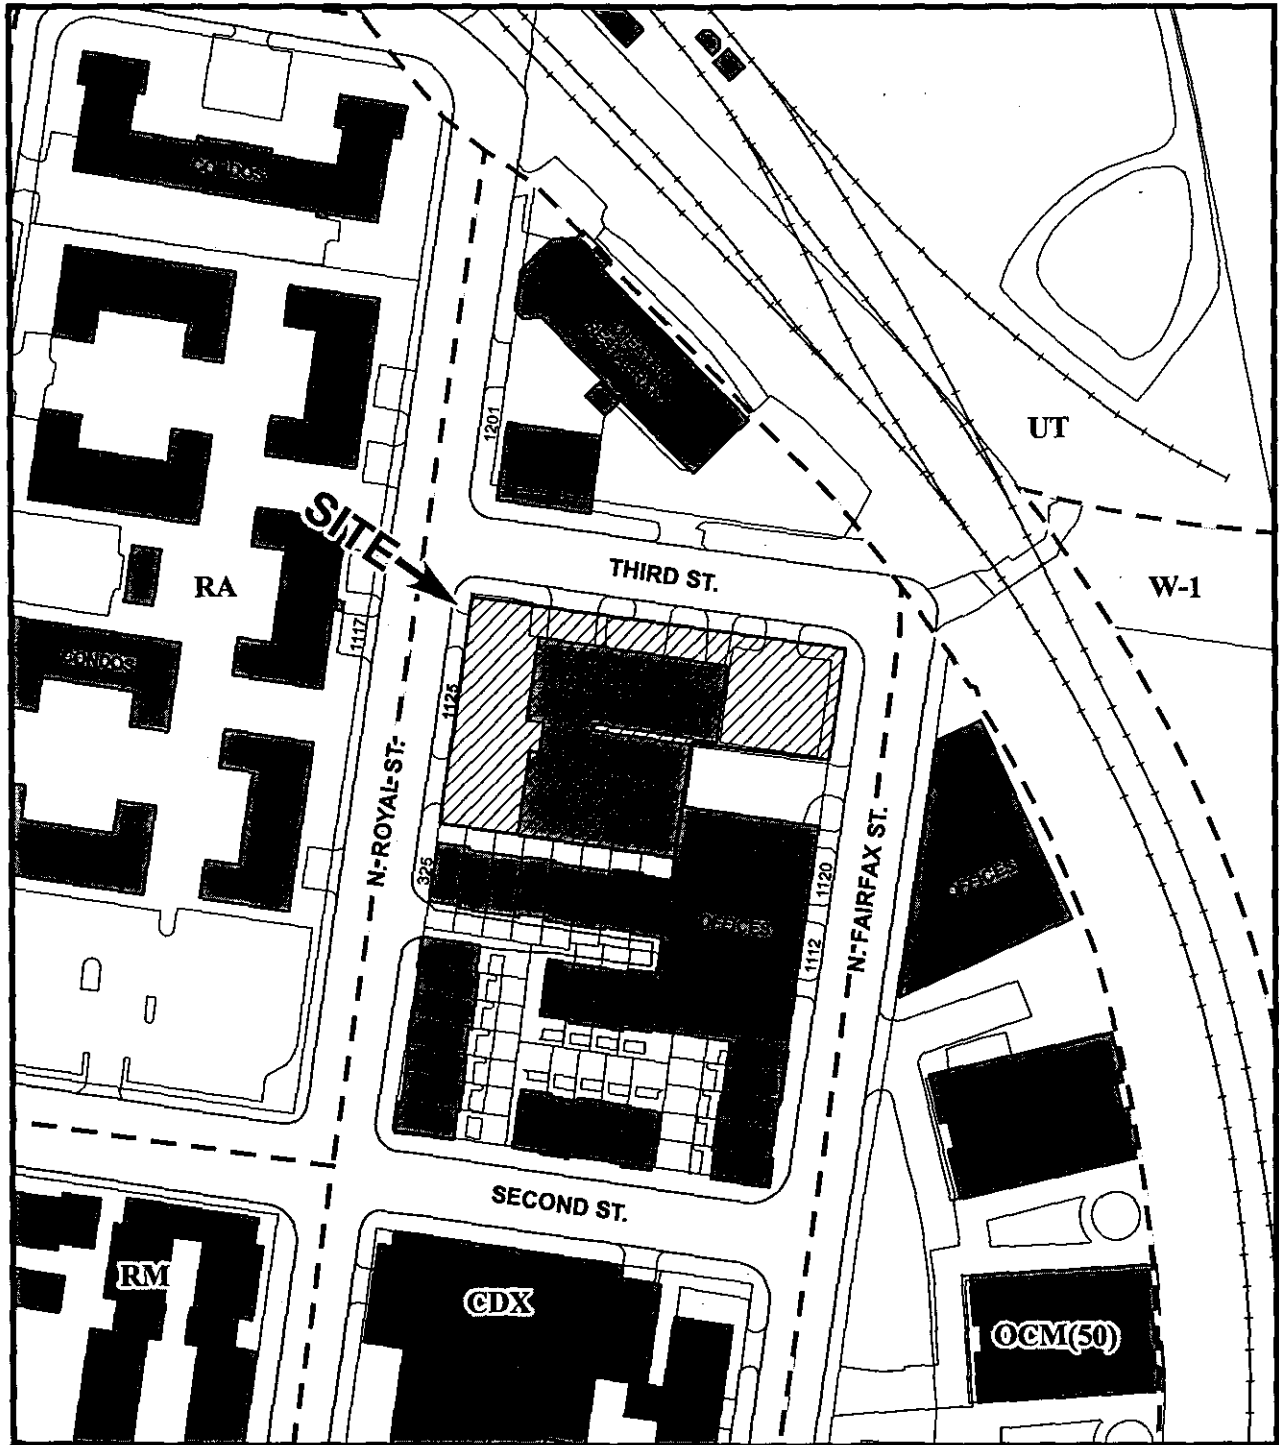 CONDOS
1201
UT
SITE
THIRD ST.
RA
W-1
1117
CONDOS
1125
N. ROYAL ST.
325
1120
N. FAIRFAX ST.
OFFICES
OFFICES
1112
SECOND ST.
RM
CDX
OCM(50)